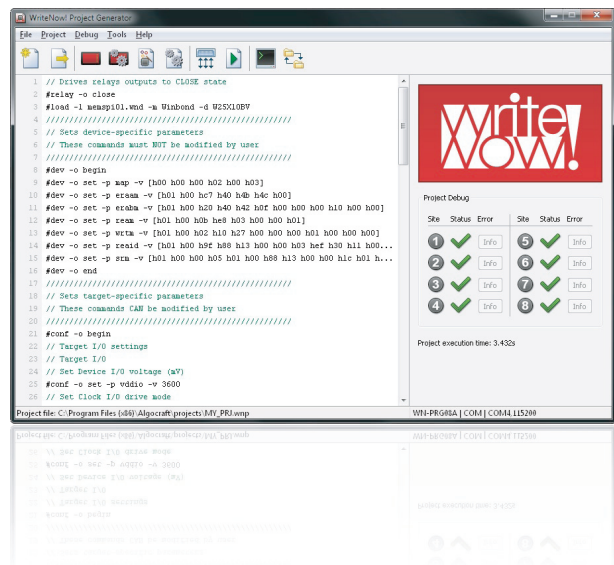 WriteNow! Project Generator
File Project Debug Tools Help
1 // Drives relays outputs to CLOSE state
2 #relay -o close
3 #load -l memspi01.wnd -m Winbond -d W25X10BV
4 /////////////////////////////////////////////////////
5 // Sets device-specific parameters
6 // These commands must NOT be modified by user
7 /////////////////////////////////////////////////////
8 #dev -o begin
9 #dev -o set -p map -v [h00 h00 h00 h02 h00 h03]
10 #dev -o set -p eraam -v [h01 h00 hc7 h40 h4b h4c h00]
11 #dev -o set -p erabm -v [h01 h00 h20 h40 h42 h0f h00 h00 h00 h10 h00 h00]
12 #dev -o set -p ream -v [h01 h00 h0b he8 h03 h00 h00 h01]
13 #dev -o set -p wrtm -v [h01 h00 h02 h10 h27 h00 h00 h00 h01 h00 h00 h00]
14 #dev -o set -p reaid -v [h01 h00 h9f h88 h13 h00 h00 h03 hef h30 h11 h00...
15 #dev -o set -p srm -v [h01 h00 h00 h05 h01 h00 h88 h13 h00 h00 h1c h01 h...
16 #dev -o end
17 /////////////////////////////////////////////////////
18 // Sets target-specific parameters
19 // These commands CAN be modified by user
20 /////////////////////////////////////////////////////
21 #conf -o begin
22 // Target I/O settings
23 // Target I/O
24 // Set Device I/O voltage (mV)
25 #conf -o set -p vddio -v 3600
26 // Set Clock I/O drive mode
Project file: C:\Program Files (x86)\Algocraft\projects\MY_PRJ.wnp
write
NOW!
Project Debug
Site Status Error Site Status Error
1 Info 5 Info
2 Info 6 Info
3 Info 7 Info
4 Info 8 Info
Project execution time: 3.432s
WN-PRG08A | COM | COM4,115200